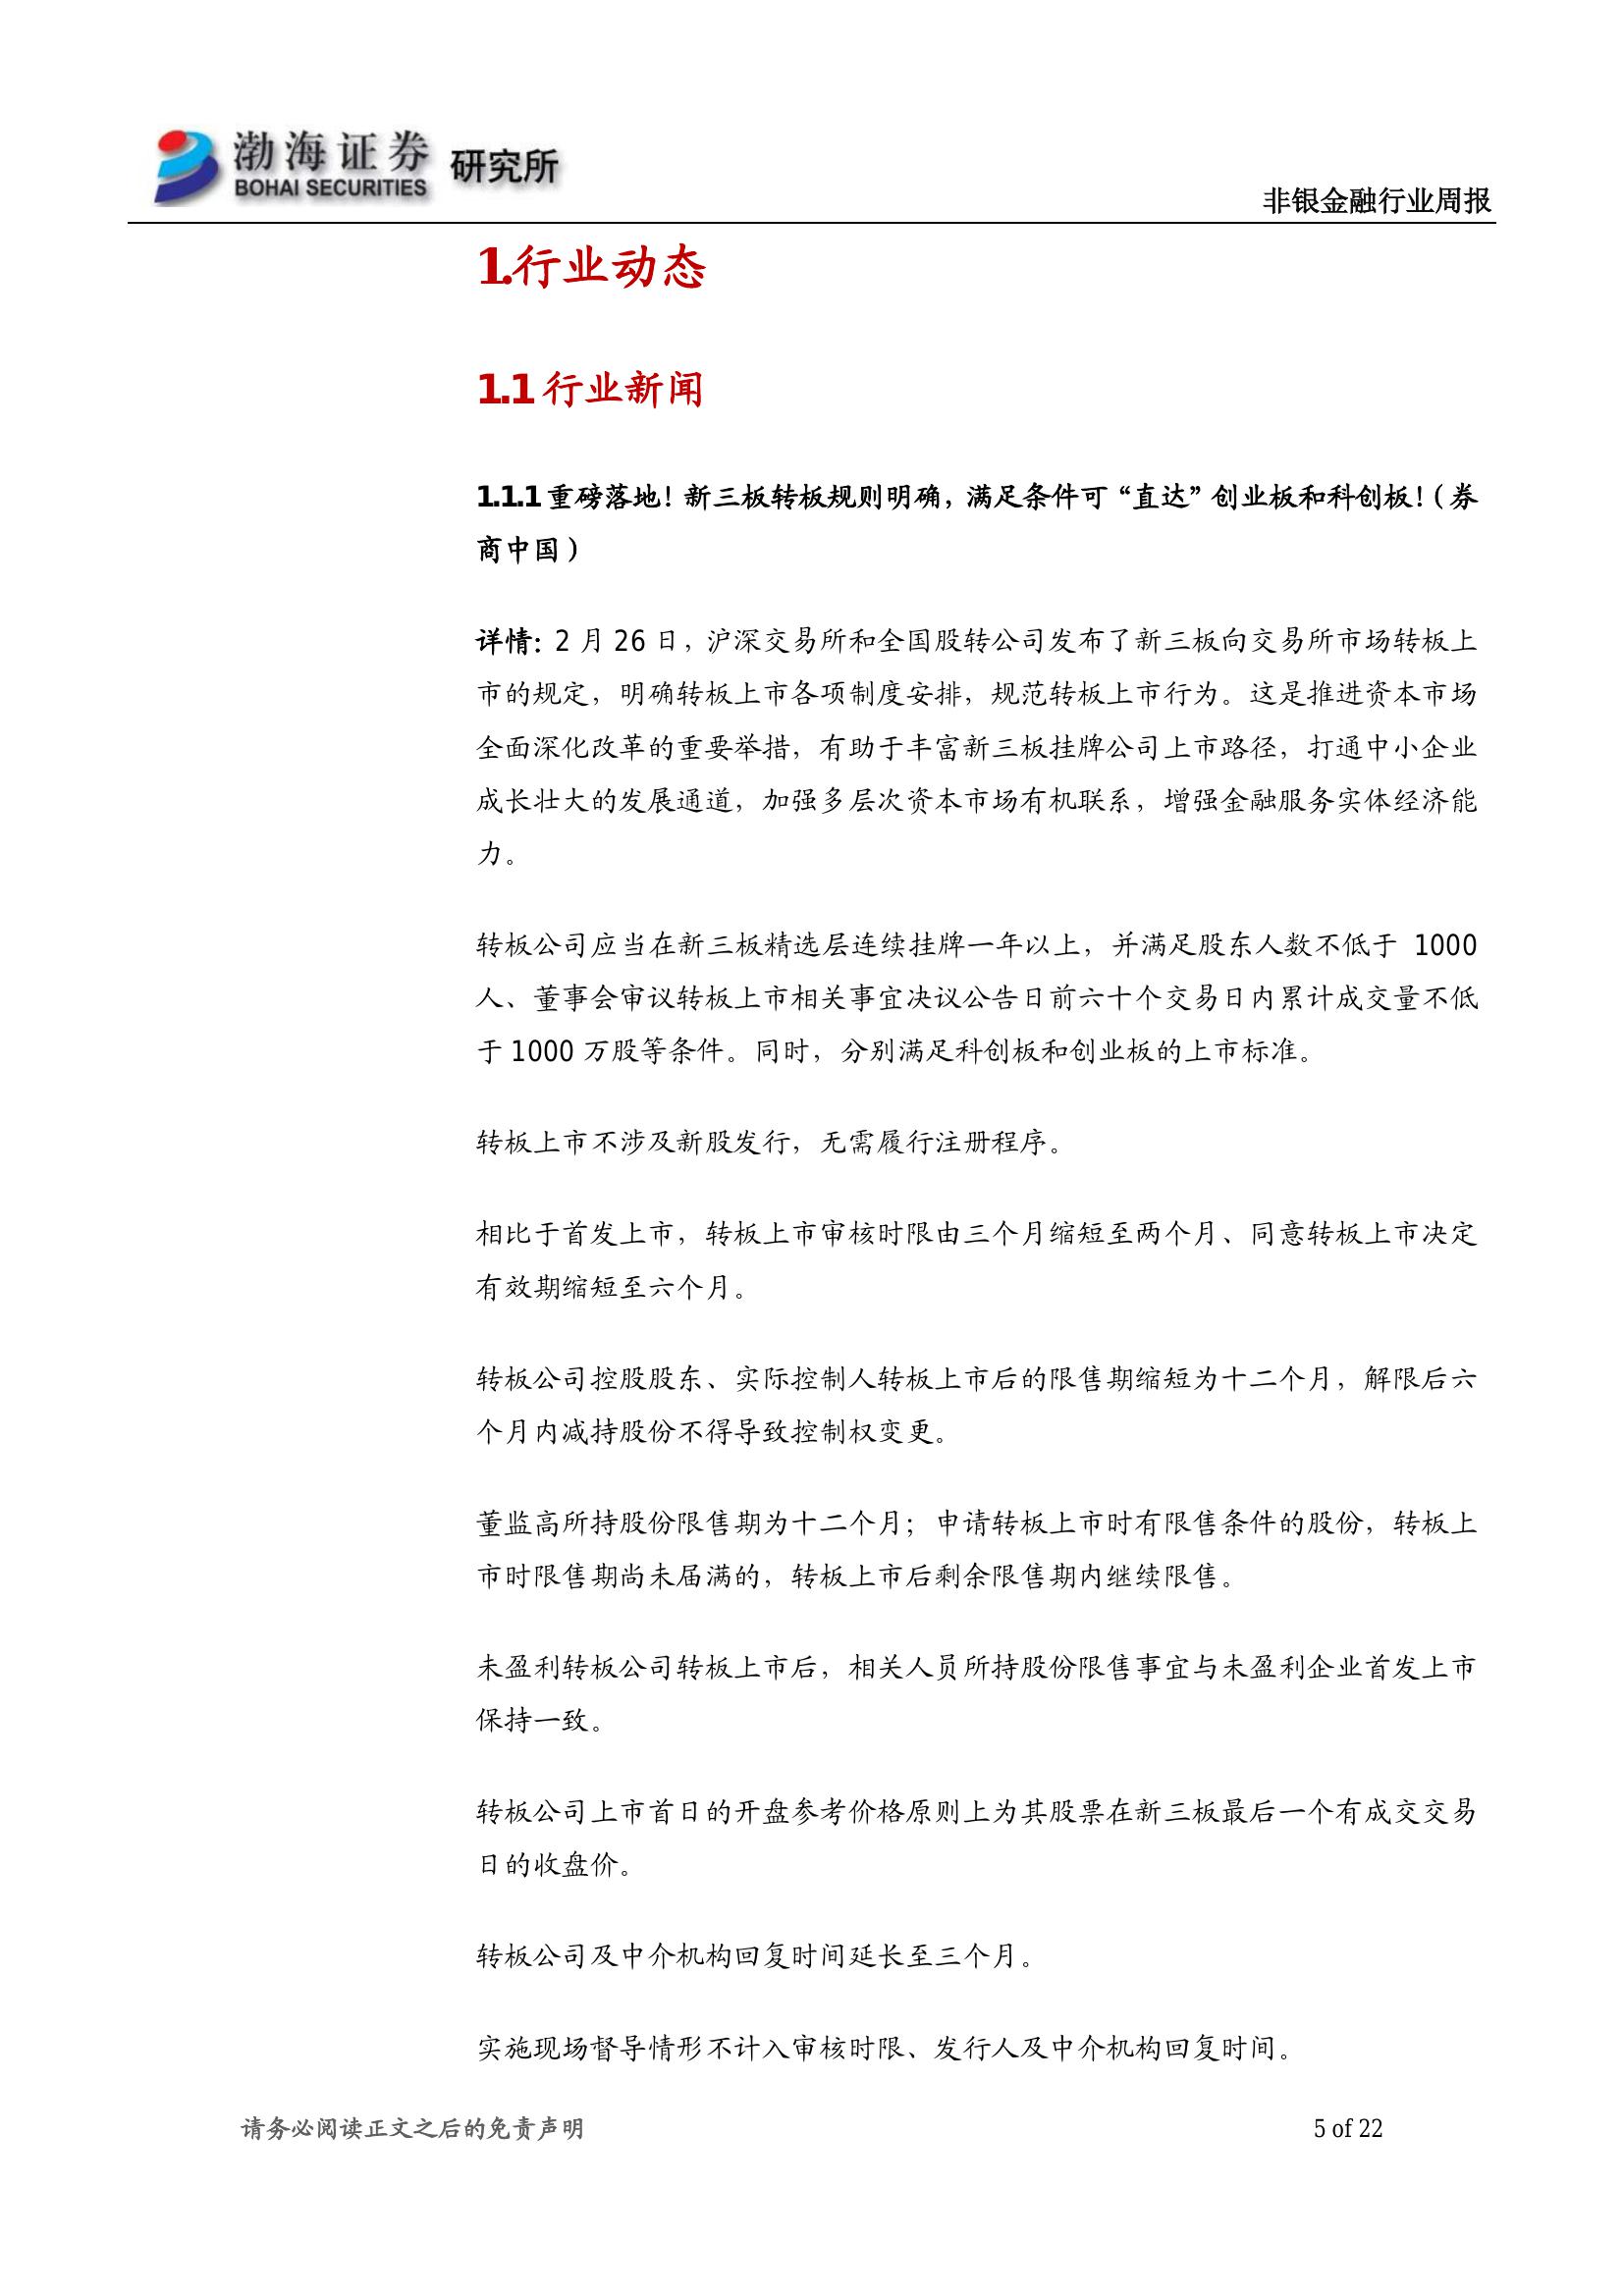 渤海证券
BOHAI SECURITIES
研究所
非银金融行业周报
1.行业动态
1.1 行业新闻
1.1.1 重磅落地！新三板转板规则明确，满足条件可“直达”创业板和科创板！（券
商中国）
详情：2 月 26 日，沪深交易所和全国股转公司发布了新三板向交易所市场转板上
市的规定，明确转板上市各项制度安排，规范转板上市行为。这是推进资本市场
全面深化改革的重要举措，有助于丰富新三板挂牌公司上市路径，打通中小企业
成长壮大的发展通道，加强多层次资本市场有机联系，增强金融服务实体经济能
力。
转板公司应当在新三板精选层连续挂牌一年以上，并满足股东人数不低于 1000
人、董事会审议转板上市相关事宜决议公告日前六十个交易日内累计成交量不低
于 1000 万股等条件。同时，分别满足科创板和创业板的上市标准。
转板上市不涉及新股发行，无需履行注册程序。
相比于首发上市，转板上市审核时限由三个月缩短至两个月、同意转板上市决定
有效期缩短至六个月。
转板公司控股股东、实际控制人转板上市后的限售期缩短为十二个月，解限后六
个月内减持股份不得导致控制权变更。
董监高所持股份限售期为十二个月；申请转板上市时有限售条件的股份，转板上
市时限售期尚未届满的，转板上市后剩余限售期内继续限售。
未盈利转板公司转板上市后，相关人员所持股份限售事宜与未盈利企业首发上市
保持一致。
转板公司上市首日的开盘参考价格原则上为其股票在新三板最后一个有成交交易
日的收盘价。
转板公司及中介机构回复时间延长至三个月。
实施现场督导情形不计入审核时限、发行人及中介机构回复时间。
请务必阅读正文之后的免责声明
5 of 22